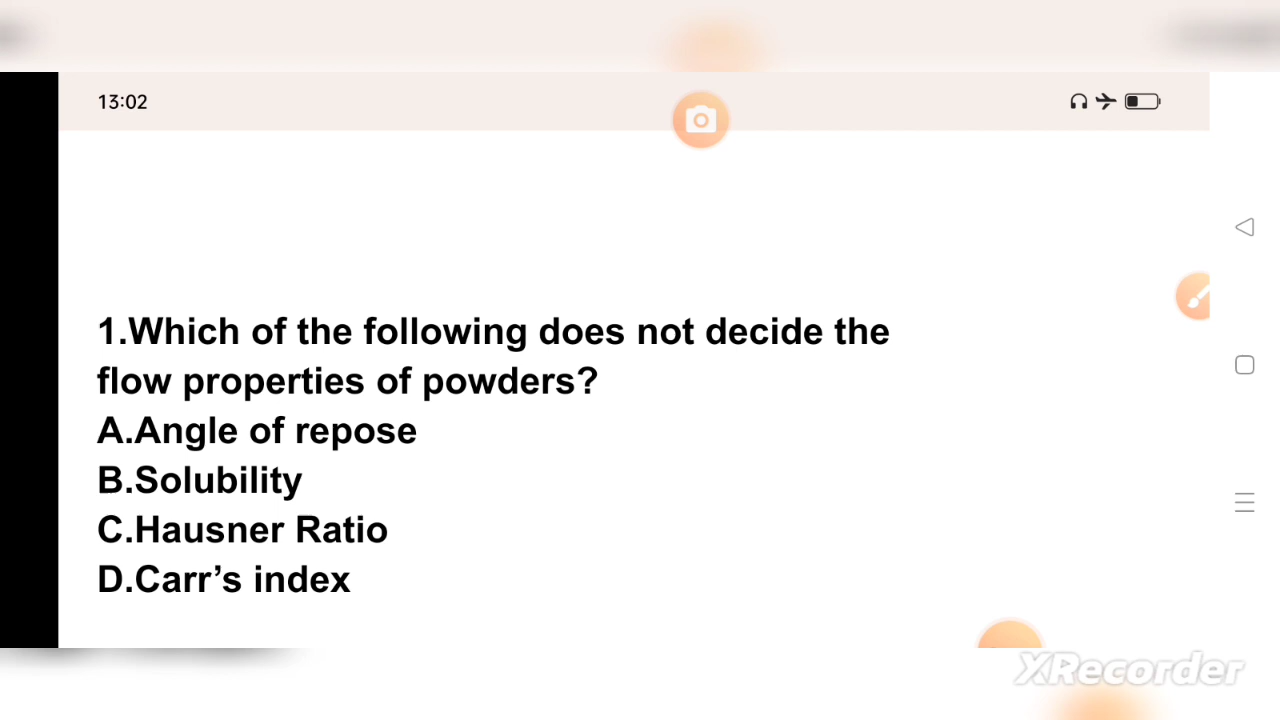 13:02
1.Which of the following does not decide the
flow properties of powders?
A.Angle of repose
B.Solubility
C.Hausner Ratio
D.Carr’s index
XRecorder